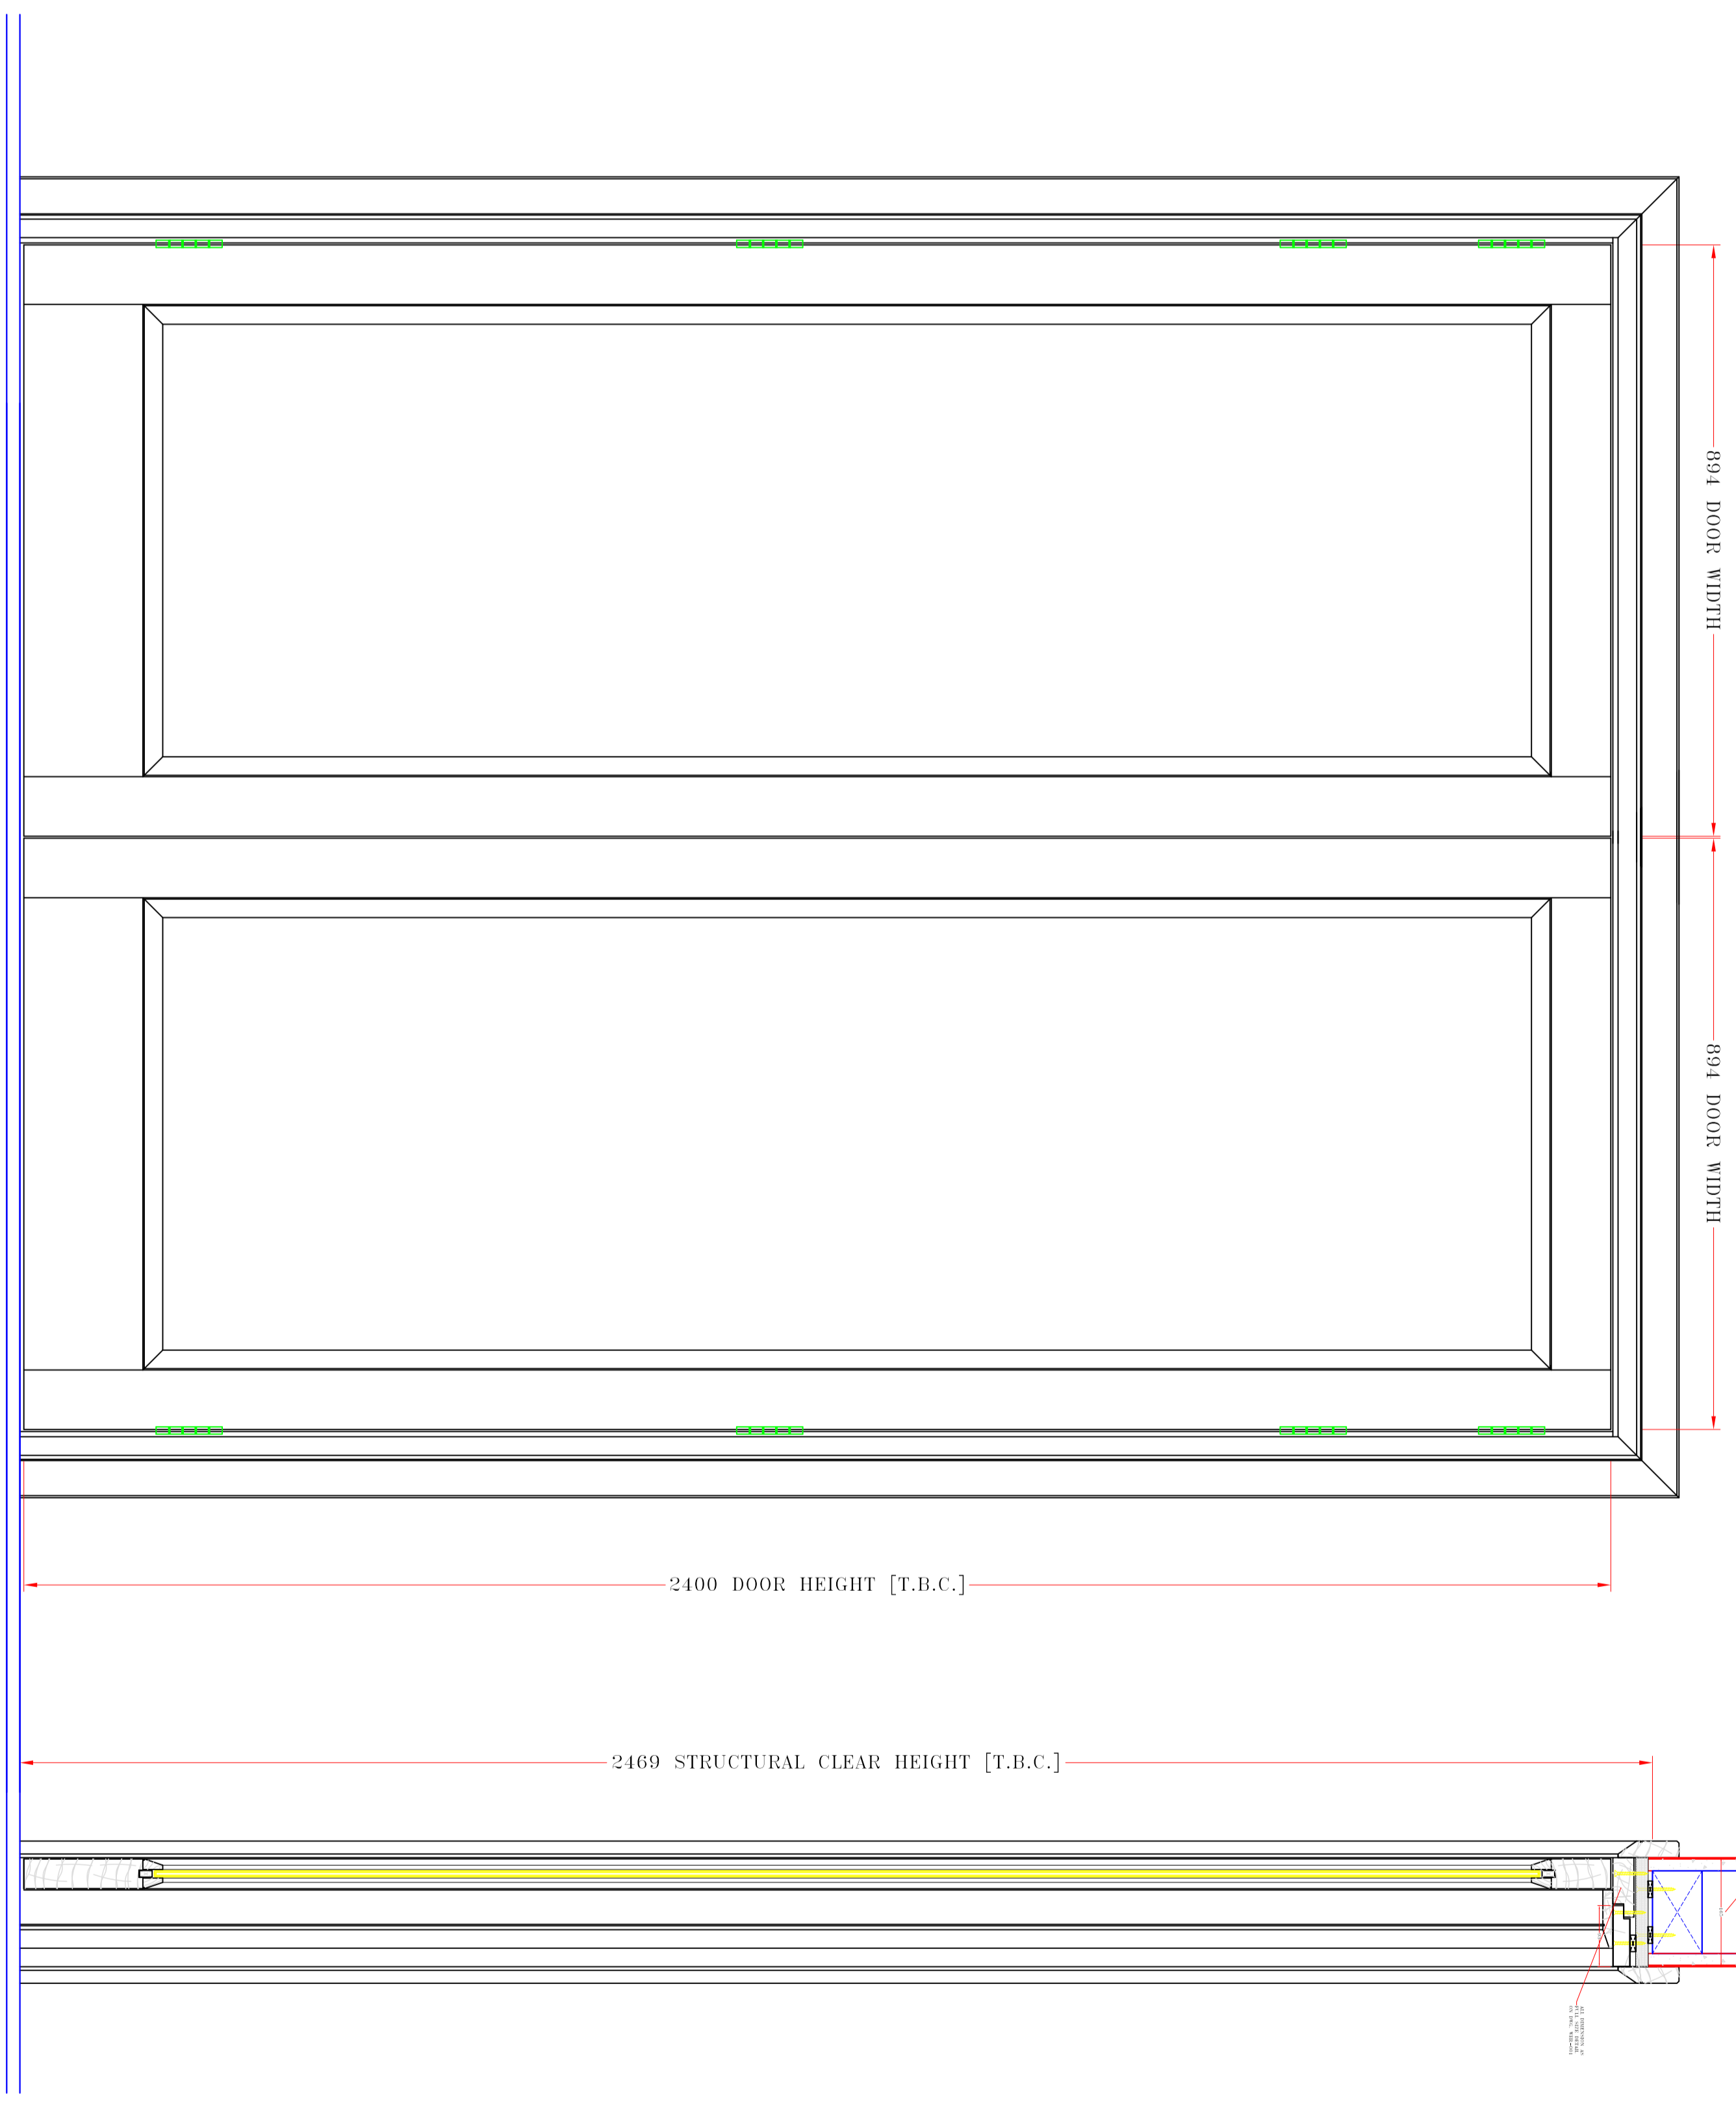 894 DOOR WIDTH
894 DOOR WIDTH
2400 DOOR HEIGHT [T.B.C.]
2469 STRUCTURAL CLEAR HEIGHT [T.B.C.]